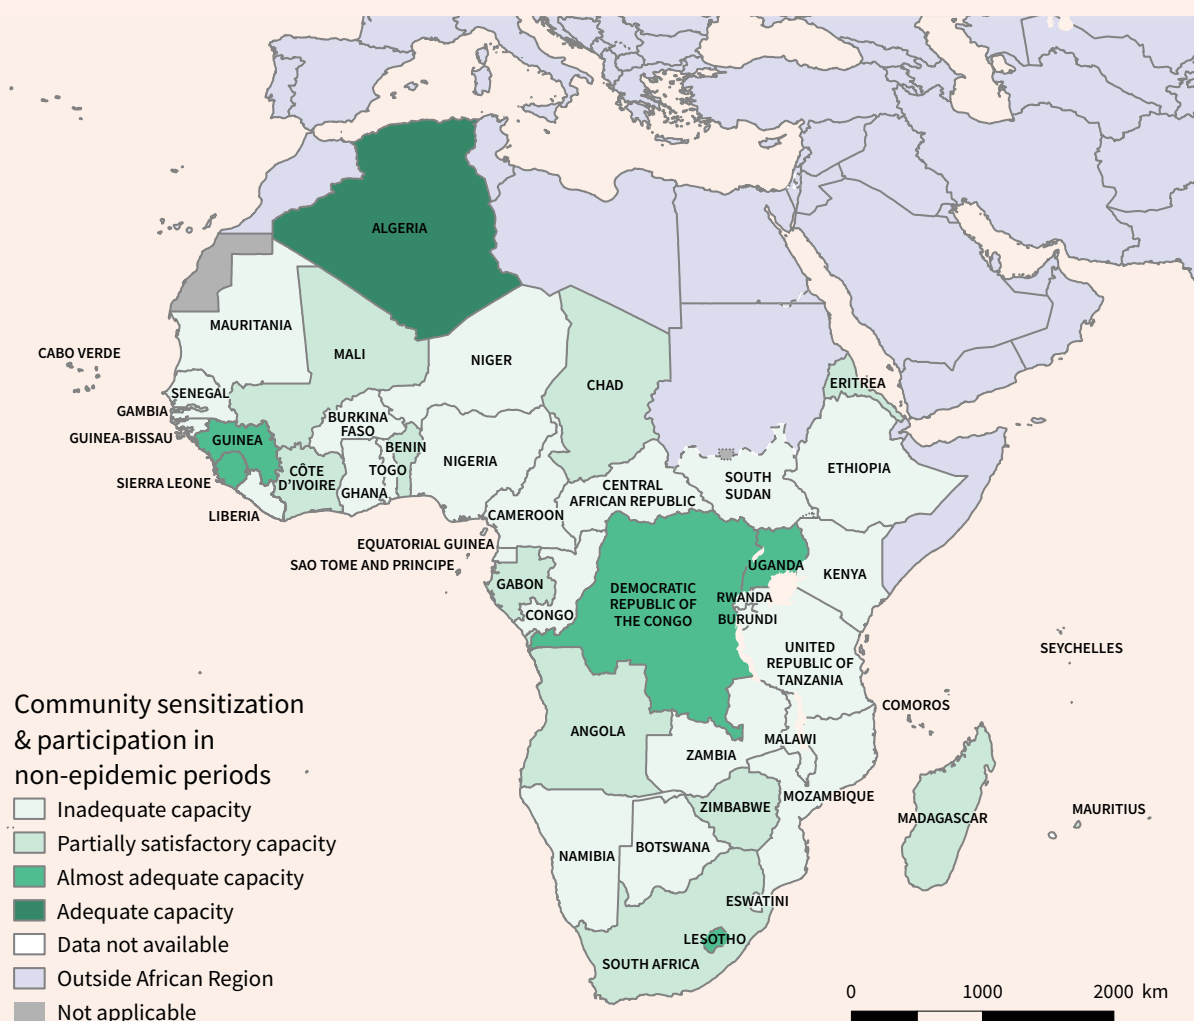 ALGERIA
MAURITANIA
CABO VERDE
MALI
NIGER
CHAD
ERITREA
SENEGAL
GAMBIA
BURKINA
FASO
GUINEA-BISSAU
GUINEA
BENIN
NIGERIA
ETHIOPIA
CÔTE
D’IVOIRE
TOGO
SOUTH
SUDAN
SIERRA LEONE
GHANA
CENTRAL
AFRICAN REPUBLIC
LIBERIA
CAMEROON
EQUATORIAL GUINEA
SAO TOME AND PRINCIPE
GABON
UGANDA
KENYA
DEMOCRATIC
REPUBLIC OF
THE CONGO
RWANDA
CONGO
BURUNDI
UNITED
REPUBLIC OF
TANZANIA
SEYCHELLES
COMOROS
ANGOLA
ZAMBIA
MALAWI
MOZAMBIQUE
ZIMBABWE
MADAGASCAR
MAURITIUS
NAMIBIA
BOTSWANA
ESWATINI
LESOTHO
SOUTH AFRICA
Community sensitization
& participation in
non-epidemic periods
Inadequate capacity
Partially satisfactory capacity
Almost adequate capacity
Adequate capacity
Data not available
Outside African Region
Not applicable
0 1000 2000 km